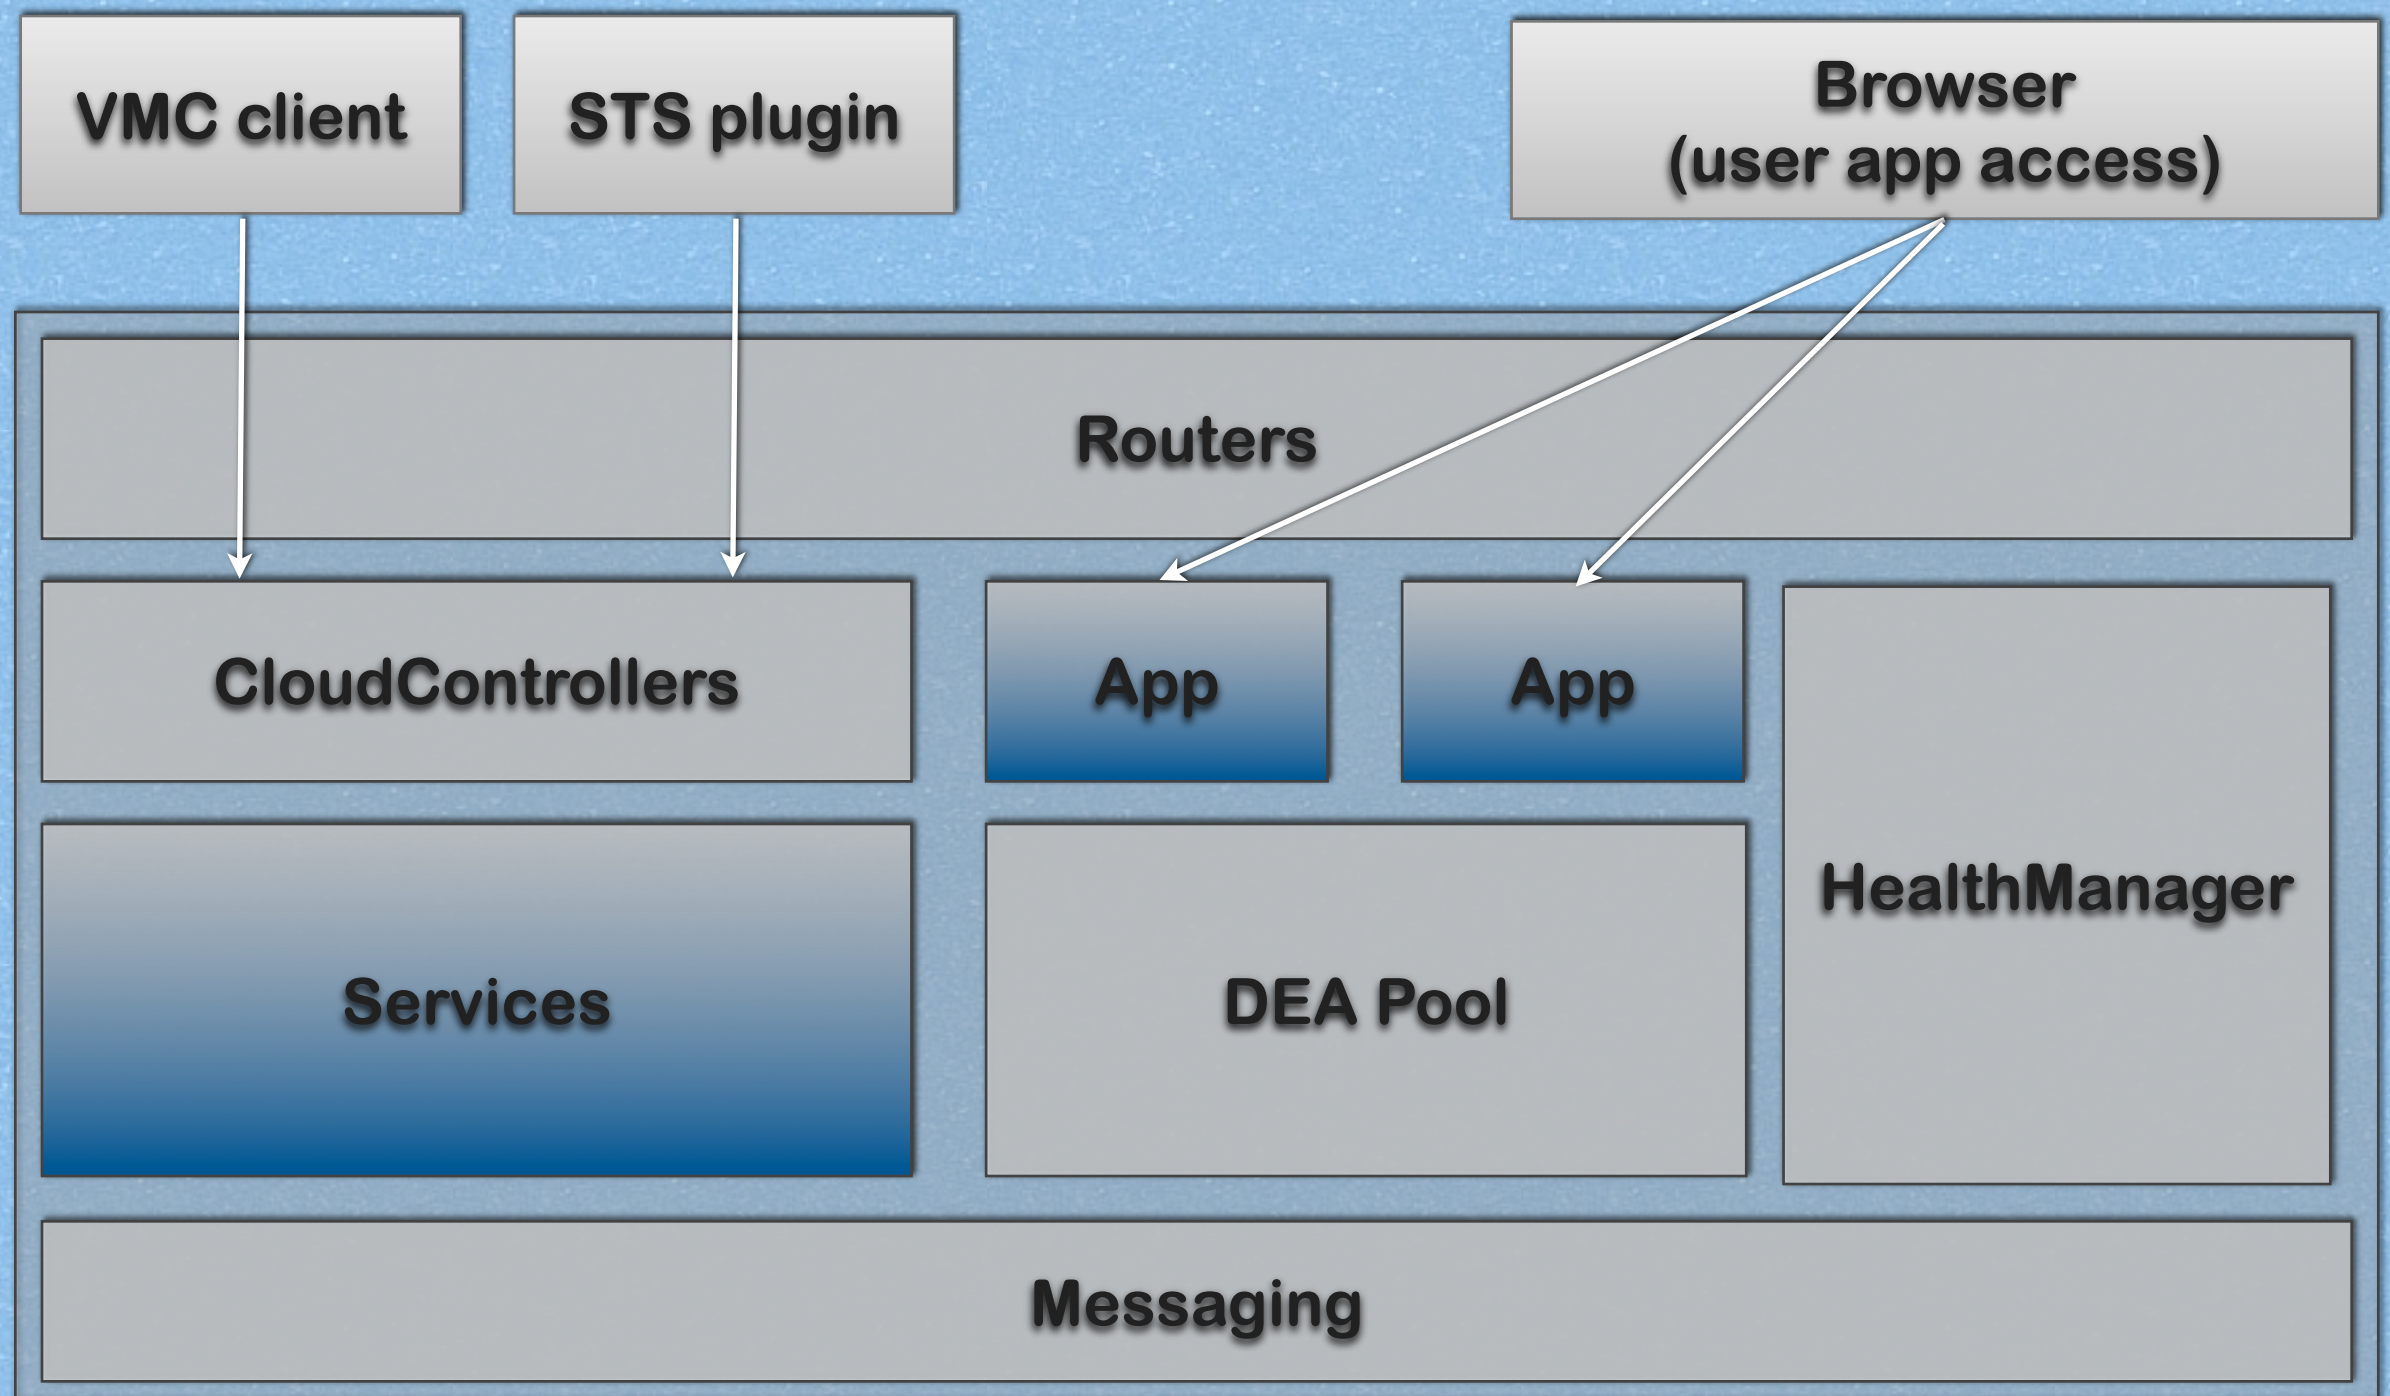 VMC client
STS plugin
Browser
(user app access)
Routers
CloudControllers
App
App
HealthManager
Services
DEA Pool
Messaging